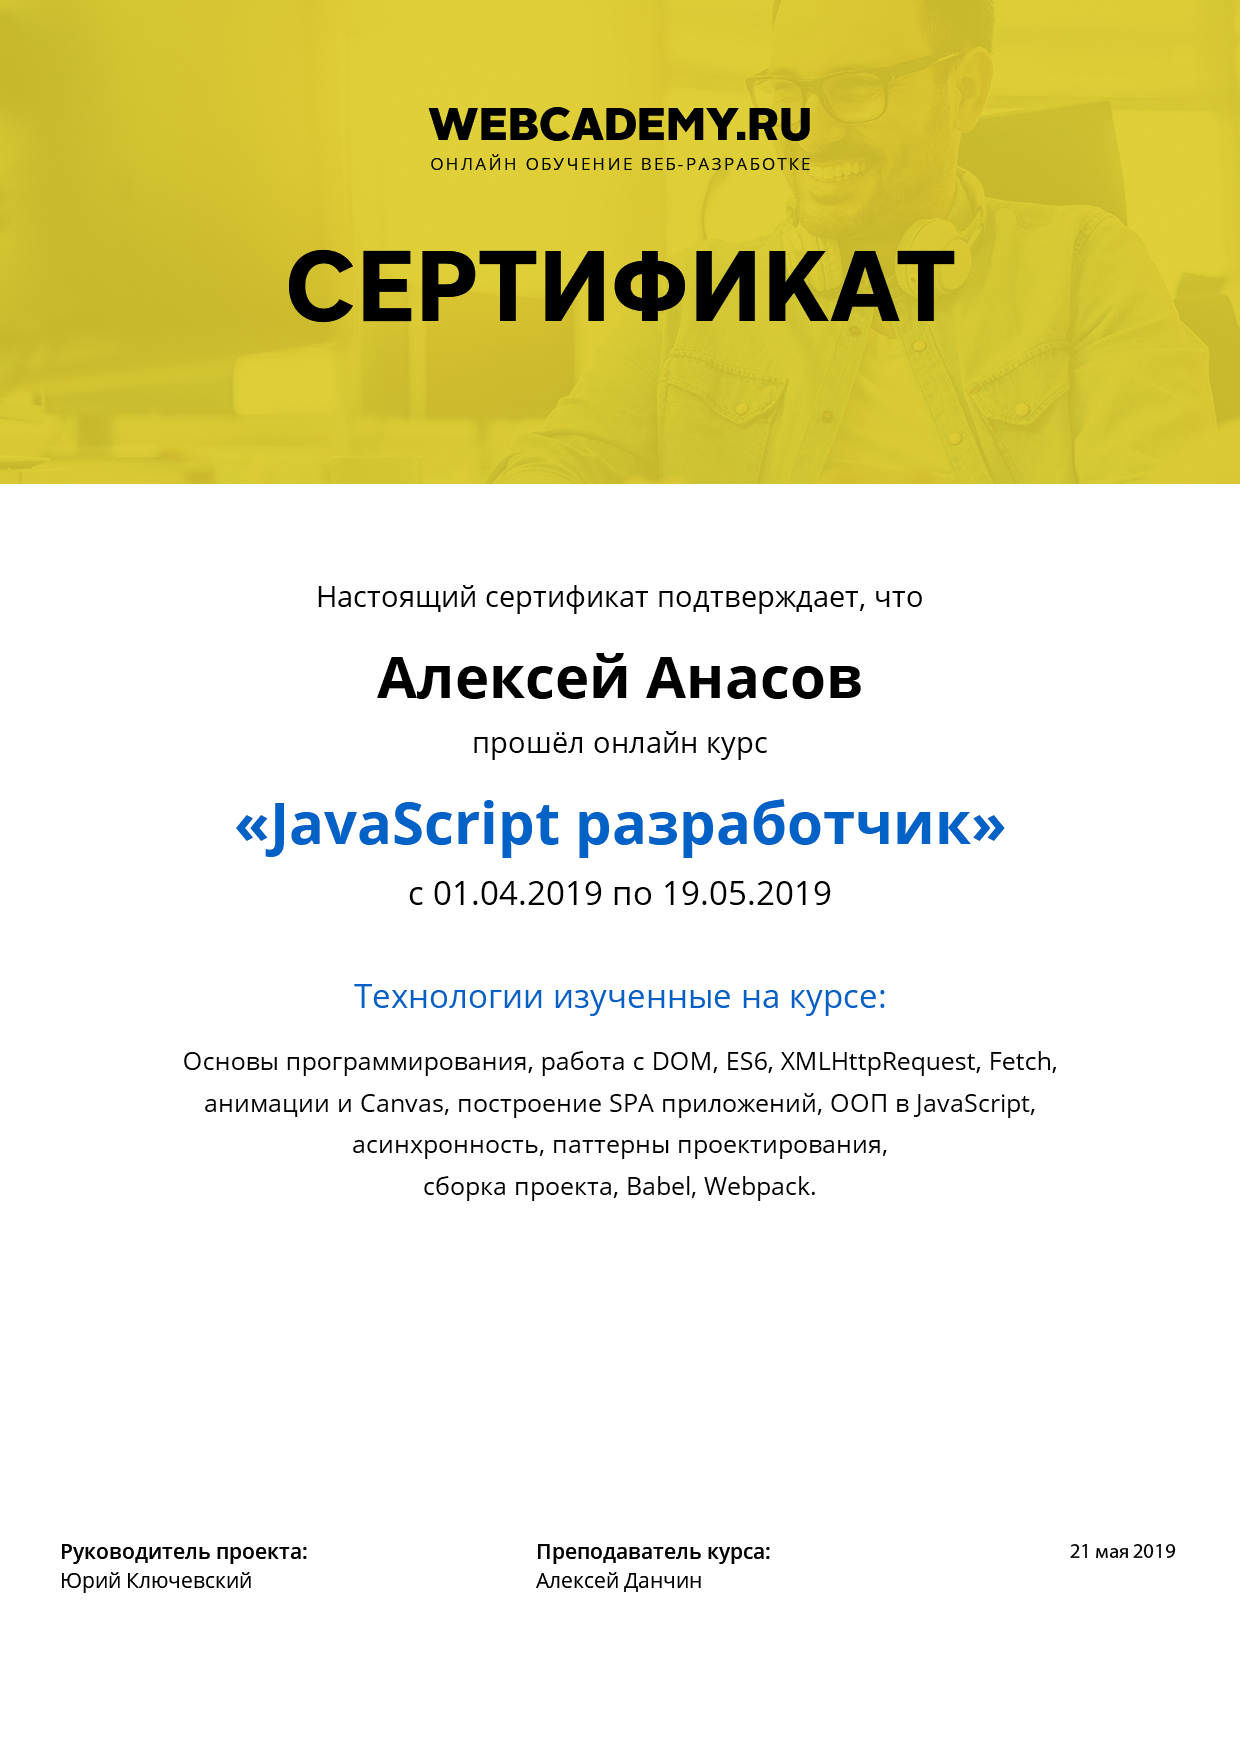 WEBCADEMY.RU
ОНЛАЙН ОБУЧЕНИЕ ВЕБ-РАЗРАБОТКЕ
СЕРТИФИКАТ
Настоящий сертификат подтверждает, что
Алексей Анасов
прошёл онлайн курс
«JavaScript разработчик»
с 01.04.2019 по 19.05.2019
Технологии изученные на курсе:
Основы программирования, работа с DOM, ES6, XMLHttpRequest, Fetch,
анимации и Canvas, построение SPA приложений, ООП в JavaScript,
асинхронность, паттерны проектирования,
сборка проекта, Babel, Webpack.
Руководитель проекта:
Юрий Ключевский
Преподаватель курса:
Алексей Данчин
21 мая 2019